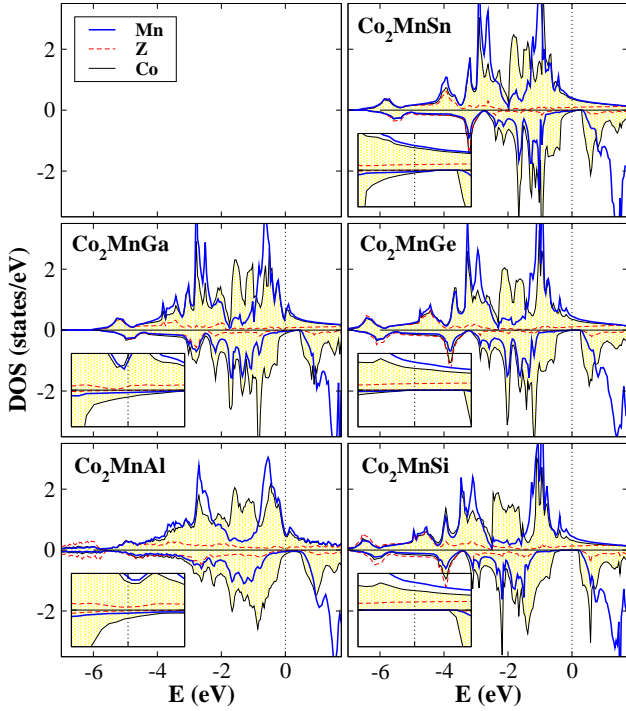 Mn
Z
Co
Co2MnSn
2
0
-2
Co2MnGa
Co2MnGe
DOS (states/eV)
2
0
-2
Co2MnAl
Co2MnSi
2
0
-2
-6
-4
-2
0
-6
-4
-2
0
E (eV)
E (eV)